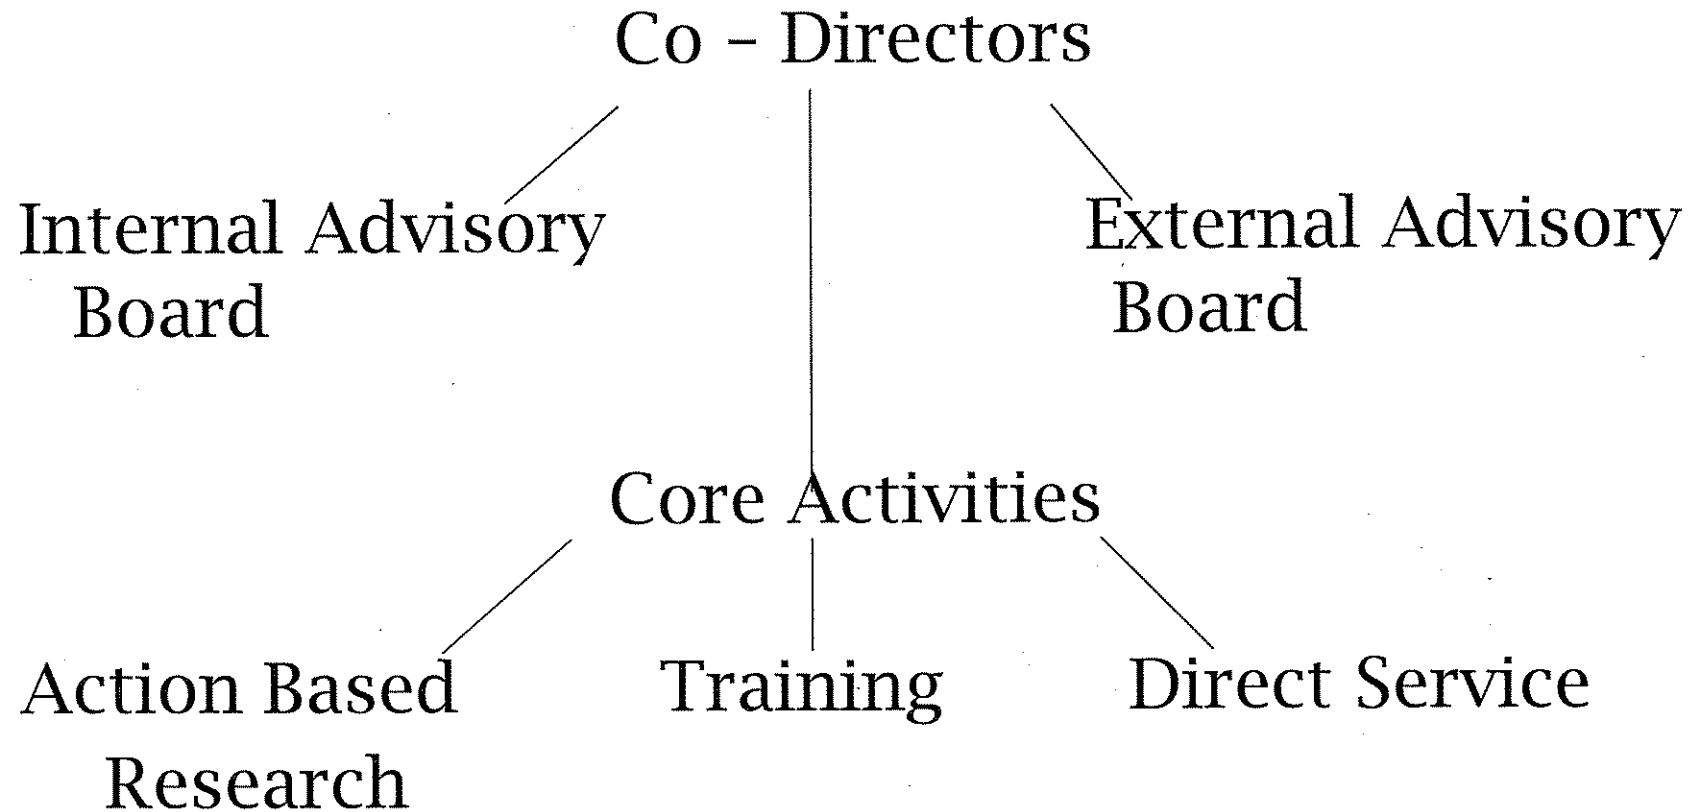 Co – Directors
Internal Advisory
Board
External Advisory
Board
Core Activities
Action Based
Research
Training
Direct Service